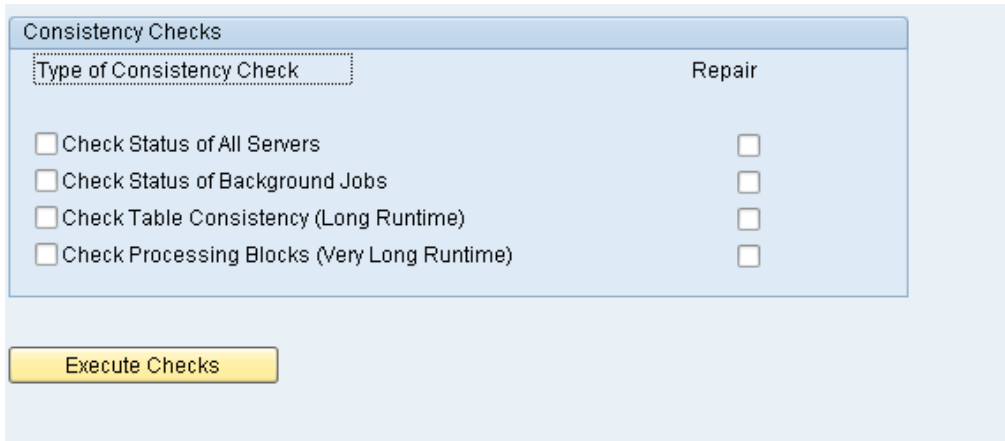 Consistency Checks
Type of Consistency Check Repair
Check Status of All Servers
Check Status of Background Jobs
Check Table Consistency (Long Runtime)
Check Processing Blocks (Very Long Runtime)
Execute Checks